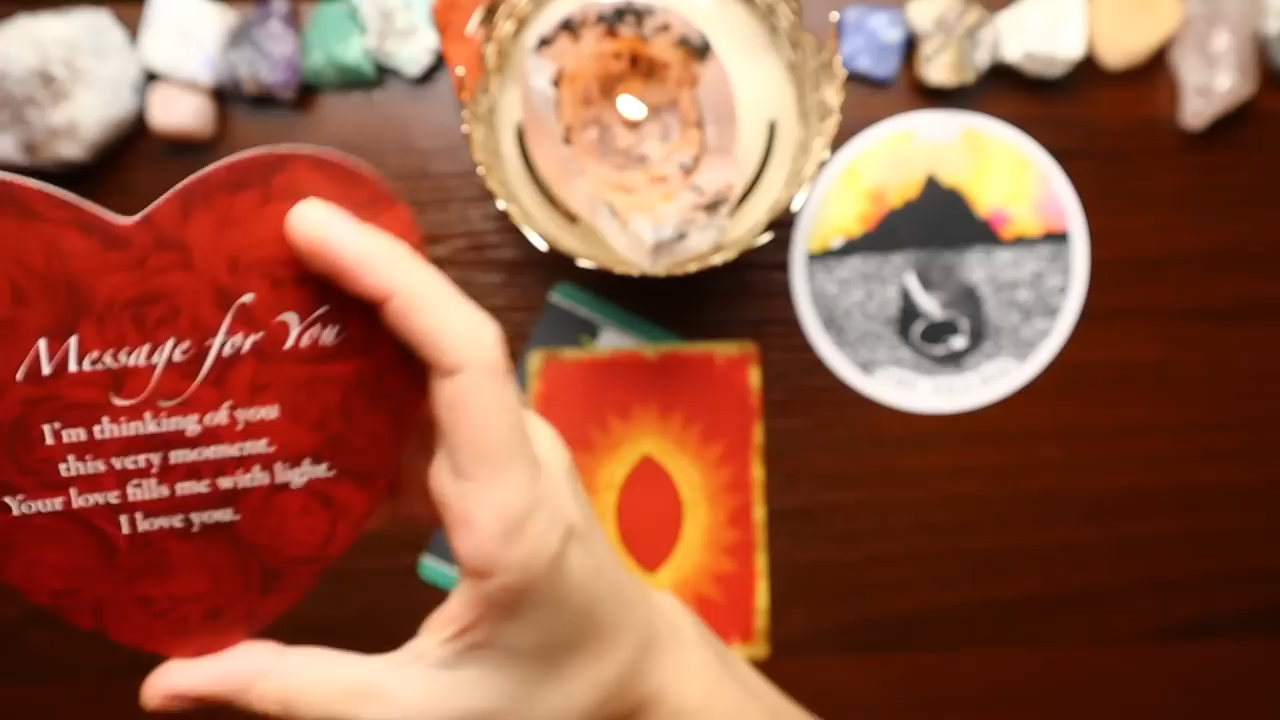 Message for You
I'm thinking of you
this very moment.
Your love fills me with light.
I love you.